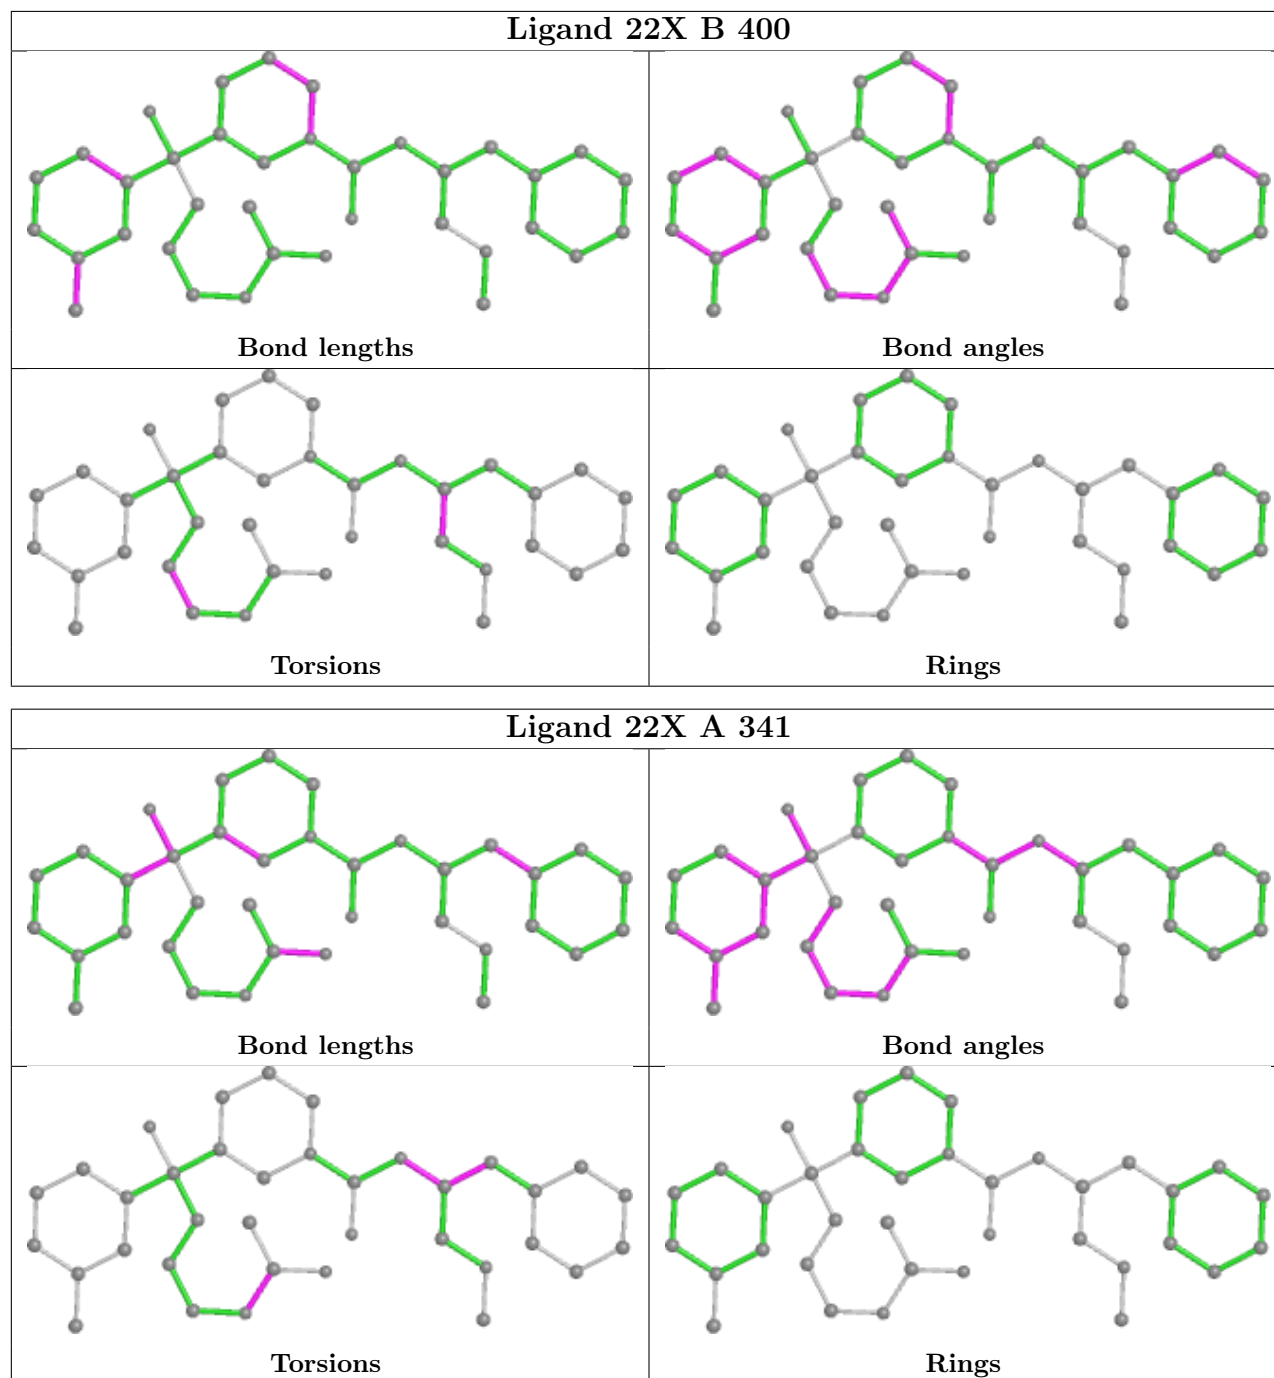 Ligand 22X B 400
Bond lengths
Bond angles
Torsions
Rings
Ligand 22X A 341
Bond lengths
Bond angles
Torsions
Rings